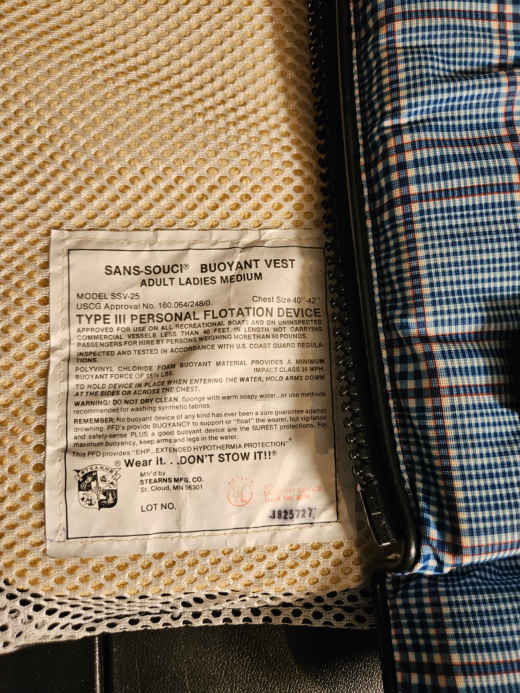 SANS-SOUCI® BUOYANT VEST
ADULT LADIES MEDIUM
MODEL SSV-25
USCG Approval No. 160.064/248/0. Chest Size 40"-42"
TYPE III PERSONAL FLOTATION DEVICE
APPROVED FOR USE ON ALL RECREATIONAL BOATS AND ON UNINSPECTED
COMMERCIAL VESSELS LESS THAN 40 FEET IN LENGTH NOT CARRYING
PASSENGERS FOR HIRE BY PERSONS WEIGHING MORE THAN 90 POUNDS.
INSPECTED AND TESTED IN ACCORDANCE WITH U.S. COAST GUARD REGULA-
TIONS.
POLYVINYL CHLORIDE FOAM BUOYANT MATERIAL PROVIDES A MINIMUM
BUOYANT FORCE OF 15½ LBS. IMPACT CLASS 35 MPH.
TO HOLD DEVICE IN PLACE WHEN ENTERING THE WATER, HOLD ARMS DOWN
AT THE SIDES OR ACROSS THE CHEST.
WARNING! DO NOT DRY CLEAN. Sponge with warm soapy water...or use methods
recommended for washing synthetic fabrics.
REMEMBER: No buoyant device of any kind has ever been a sure guarantee against
drowning. PFD's provide BUOYANCY to support or "float" the wearer, but vigilance
and safety-sense PLUS a good buoyant device are the SUREST protections. For
maximum buoyancy, keep arms and legs in the water.
This PFD provides "EHP...EXTENDED HYPOTHERMIA PROTECTION"
® Wear it. . .DON'T STOW IT!!®
STEARNS
Mf'd by
STEARNS MFG. CO.
St. Cloud, MN 56301
LOT NO.
J825727